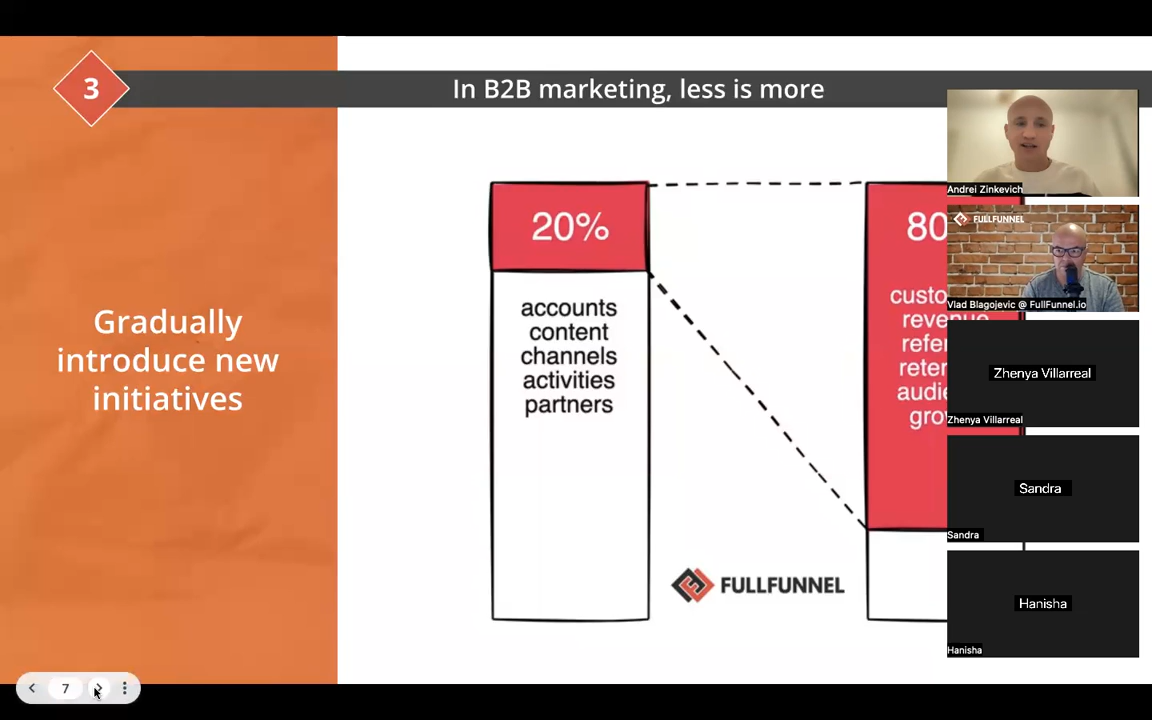 3
In B2B marketing, less is more
Gradually
introduce new
initiatives
20%
accounts
content
channels
activities
partners
80
FULLFUNNEL
Andrei Zinkevich
FULLFUNNEL
Vlad Blagojevic @ FullFunnel.io
Zhenya Villarreal
Zhenya Villarreal
Sandra
Sandra
Hanisha
Hanisha
7